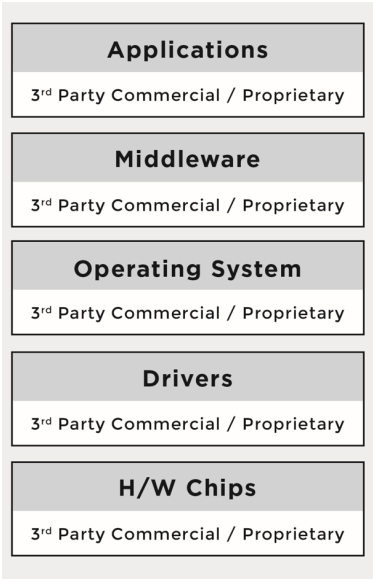 Applications
3rd Party Commercial / Proprietary
Middleware
3rd Party Commercial / Proprietary
Operating System
3rd Party Commercial / Proprietary
Drivers
3rd Party Commercial / Proprietary
H/W Chips
3rd Party Commercial / Proprietary